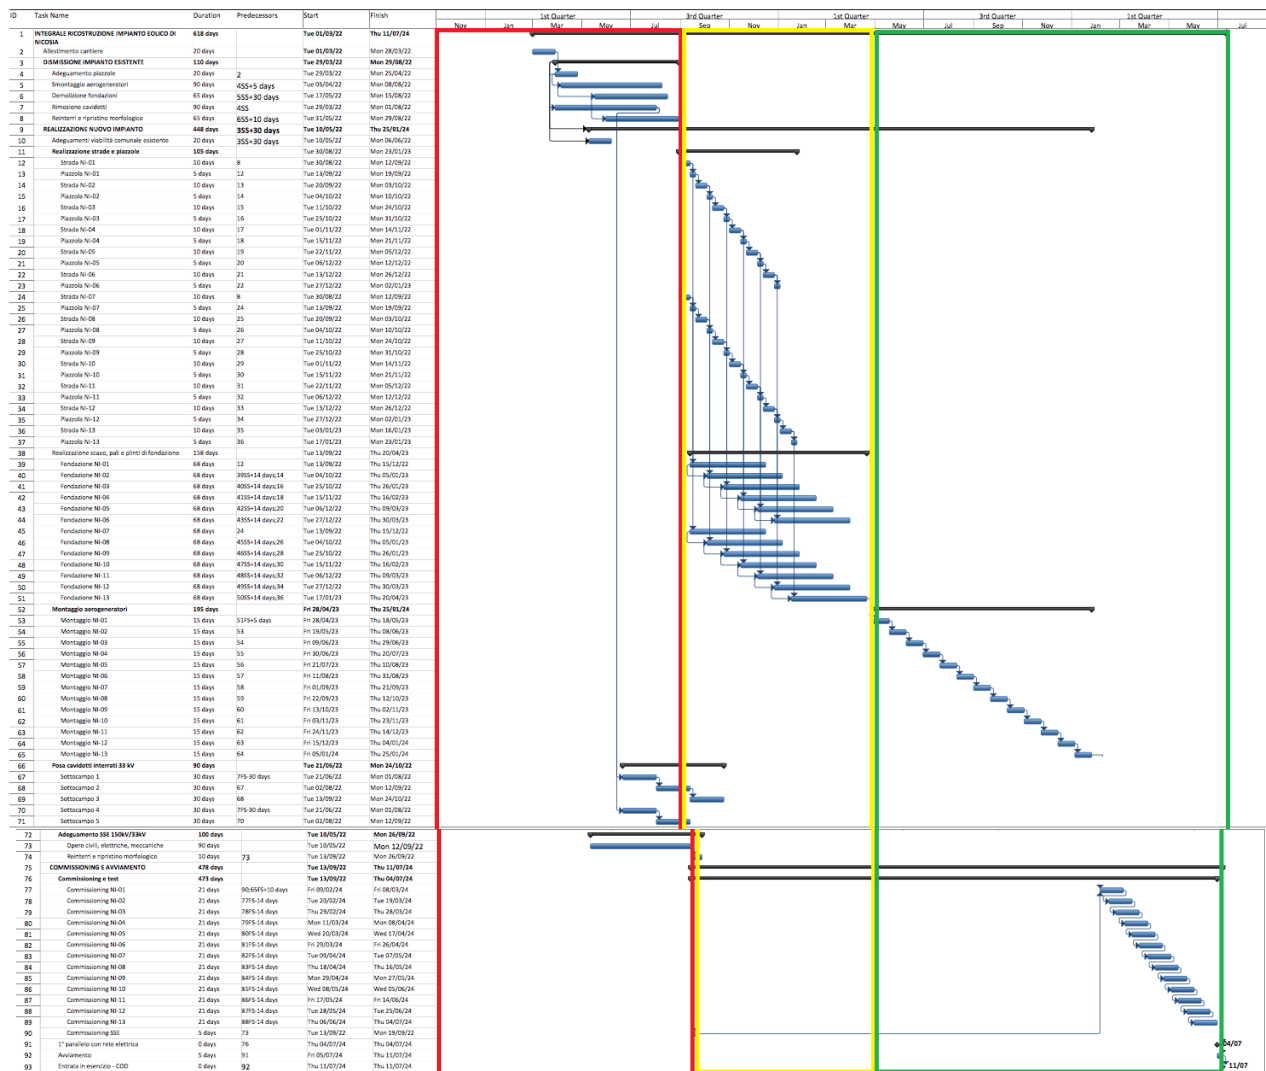 ID Task Name Duration Predecessors Start Finish 1st Quarter 3rd Quarter 1st Quarter 3rd Quarter 1st Quarter
Nov Jan Mar May Jul Sep Nov Jan Mar May Jul Sep Nov Jan Mar May Jul
1 INTEGRALE RICOSTRUZIONE IMPIANTO EOLICO DI 618 days Tue 01/03/22 Thu 11/07/24
NICOSIA
2 Allestimento cantiere 20 days Tue 01/03/22 Mon 28/03/22
3 DISMISSIONE IMPIANTO ESISTENTE 110 days Tue 29/03/22 Mon 29/08/22
4 Adeguamento piazzole 20 days 2 Tue 29/03/22 Mon 25/04/22
5 Smontaggio aerogeneratori 90 days 4SS+5 days Tue 05/04/22 Mon 08/08/22
6 Demolizione fondazioni 65 days 5SS+30 days Tue 17/05/22 Mon 15/08/22
7 Rimozione cavidotti 90 days 4SS Tue 29/03/22 Mon 01/08/22
8 Reinterri e ripristino morfologico 65 days 6SS+10 days Tue 31/05/22 Mon 29/08/22
9 REALIZZAZIONE NUOVO IMPIANTO 448 days 3SS+30 days Tue 10/05/22 Thu 25/01/24
10 Adeguamenti viabilità comunale esistente 20 days 3SS+30 days Tue 10/05/22 Mon 06/06/22
11 Realizzazione strade e piazzole 105 days Tue 30/08/22 Mon 23/01/23
12 Strada NI-01 10 days 8 Tue 30/08/22 Mon 12/09/22
13 Piazzola NI-01 5 days 12 Tue 13/09/22 Mon 19/09/22
14 Strada NI-02 10 days 13 Tue 20/09/22 Mon 03/10/22
15 Piazzola NI-02 5 days 14 Tue 04/10/22 Mon 10/10/22
16 Strada NI-03 10 days 15 Tue 11/10/22 Mon 24/10/22
17 Piazzola NI-03 5 days 16 Tue 25/10/22 Mon 31/10/22
18 Strada NI-04 10 days 17 Tue 01/11/22 Mon 14/11/22
19 Piazzola NI-04 5 days 18 Tue 15/11/22 Mon 21/11/22
20 Strada NI-05 10 days 19 Tue 22/11/22 Mon 05/12/22
21 Piazzola NI-05 5 days 20 Tue 06/12/22 Mon 12/12/22
22 Strada NI-06 10 days 21 Tue 13/12/22 Mon 26/12/22
23 Piazzola NI-06 5 days 22 Tue 27/12/22 Mon 02/01/23
24 Strada NI-07 10 days 8 Tue 30/08/22 Mon 12/09/22
25 Piazzola NI-07 5 days 24 Tue 13/09/22 Mon 19/09/22
26 Strada NI-08 10 days 25 Tue 20/09/22 Mon 03/10/22
27 Piazzola NI-08 5 days 26 Tue 04/10/22 Mon 10/10/22
28 Strada NI-09 10 days 27 Tue 11/10/22 Mon 24/10/22
29 Piazzola NI-09 5 days 28 Tue 25/10/22 Mon 31/10/22
30 Strada NI-10 10 days 29 Tue 01/11/22 Mon 14/11/22
31 Piazzola NI-10 5 days 30 Tue 15/11/22 Mon 21/11/22
32 Strada NI-11 10 days 31 Tue 22/11/22 Mon 05/12/22
33 Piazzola NI-11 5 days 32 Tue 06/12/22 Mon 12/12/22
34 Strada NI-12 10 days 33 Tue 13/12/22 Mon 26/12/22
35 Piazzola NI-12 5 days 34 Tue 27/12/22 Mon 02/01/23
36 Strada NI-13 10 days 35 Tue 03/01/23 Mon 16/01/23
37 Piazzola NI-13 5 days 36 Tue 17/01/23 Mon 23/01/23
38 Realizzazione scavo, pali e plinti di fondazione 158 days Tue 13/09/22 Thu 20/04/23
39 Fondazione NI-01 68 days 12 Tue 13/09/22 Thu 15/12/22
40 Fondazione NI-02 68 days 39SS+14 days;14 Tue 04/10/22 Thu 05/01/23
41 Fondazione NI-03 68 days 40SS+14 days;16 Tue 25/10/22 Thu 26/01/23
42 Fondazione NI-04 68 days 41SS+14 days;18 Tue 15/11/22 Thu 16/02/23
43 Fondazione NI-05 68 days 42SS+14 days;20 Tue 06/12/22 Thu 09/03/23
44 Fondazione NI-06 68 days 43SS+14 days;22 Tue 27/12/22 Thu 30/03/23
45 Fondazione NI-07 68 days 24 Tue 13/09/22 Thu 15/12/22
46 Fondazione NI-08 68 days 45SS+14 days;26 Tue 04/10/22 Thu 05/01/23
47 Fondazione NI-09 68 days 46SS+14 days;28 Tue 25/10/22 Thu 26/01/23
48 Fondazione NI-10 68 days 47SS+14 days;30 Tue 15/11/22 Thu 16/02/23
49 Fondazione NI-11 68 days 48SS+14 days;32 Tue 06/12/22 Thu 09/03/23
50 Fondazione NI-12 68 days 49SS+14 days;34 Tue 27/12/22 Thu 30/03/23
51 Fondazione NI-13 68 days 50SS+14 days;36 Tue 17/01/23 Thu 20/04/23
52 Montaggio aerogeneratori 195 days Fri 28/04/23 Thu 25/01/24
53 Montaggio NI-01 15 days 51FS+5 days Fri 28/04/23 Thu 18/05/23
54 Montaggio NI-02 15 days 53 Fri 19/05/23 Thu 08/06/23
55 Montaggio NI-03 15 days 54 Fri 09/06/23 Thu 29/06/23
56 Montaggio NI-04 15 days 55 Fri 30/06/23 Thu 20/07/23
57 Montaggio NI-05 15 days 56 Fri 21/07/23 Thu 10/08/23
58 Montaggio NI-06 15 days 57 Fri 11/08/23 Thu 31/08/23
59 Montaggio NI-07 15 days 58 Fri 01/09/23 Thu 21/09/23
60 Montaggio NI-08 15 days 59 Fri 22/09/23 Thu 12/10/23
61 Montaggio NI-09 15 days 60 Fri 13/10/23 Thu 02/11/23
62 Montaggio NI-10 15 days 61 Fri 03/11/23 Thu 23/11/23
63 Montaggio NI-11 15 days 62 Fri 24/11/23 Thu 14/12/23
64 Montaggio NI-12 15 days 63 Fri 15/12/23 Thu 04/01/24
65 Montaggio NI-13 15 days 64 Fri 05/01/24 Thu 25/01/24
66 Posa cavidotti interrati 33 kV 90 days Tue 21/06/22 Mon 24/10/22
67 Sottocampo 1 30 days 7FS-30 days Tue 21/06/22 Mon 01/08/22
68 Sottocampo 2 30 days 67 Tue 02/08/22 Mon 12/09/22
69 Sottocampo 3 30 days 68 Tue 13/09/22 Mon 24/10/22
70 Sottocampo 4 30 days 7FS-30 days Tue 21/06/22 Mon 01/08/22
71 Sottocampo 5 30 days 70 Tue 02/08/22 Mon 12/09/22
72 Adeguamento SSE 150kV/33kV 100 days Tue 10/05/22 Mon 26/09/22
73 Opere civili, elettriche, meccaniche 90 days Tue 10/05/22 Mon 12/09/22
74 Reinterri e ripristino morfologico 10 days 73 Tue 13/09/22 Mon 26/09/22
75 COMMISSIONING E AVVIAMENTO 478 days Tue 13/09/22 Thu 11/07/24
76 Commissioning e test 473 days Tue 13/09/22 Thu 04/07/24
77 Commissioning NI-01 21 days 90;65FS+10 days Fri 09/02/24 Fri 08/03/24
78 Commissioning NI-02 21 days 77FS-14 days Tue 20/02/24 Tue 19/03/24
79 Commissioning NI-03 21 days 78FS-14 days Thu 29/02/24 Thu 28/03/24
80 Commissioning NI-04 21 days 79FS-14 days Mon 11/03/24 Mon 08/04/24
81 Commissioning NI-05 21 days 80FS-14 days Wed 20/03/24 Wed 17/04/24
82 Commissioning NI-06 21 days 81FS-14 days Fri 29/03/24 Fri 26/04/24
83 Commissioning NI-07 21 days 82FS-14 days Tue 09/04/24 Tue 07/05/24
84 Commissioning NI-08 21 days 83FS-14 days Thu 18/04/24 Thu 16/05/24
85 Commissioning NI-09 21 days 84FS-14 days Mon 29/04/24 Mon 27/05/24
86 Commissioning NI-10 21 days 85FS-14 days Wed 08/05/24 Wed 05/06/24
87 Commissioning NI-11 21 days 86FS-14 days Fri 17/05/24 Fri 14/06/24
88 Commissioning NI-12 21 days 87FS-14 days Tue 28/05/24 Tue 25/06/24
89 Commissioning NI-13 21 days 88FS-14 days Thu 06/06/24 Thu 04/07/24
90 Commissioning SSE 5 days 73 Tue 13/09/22 Mon 19/09/22
91 1° parallelo con rete elettrica 0 days 76 Thu 04/07/24 Thu 04/07/24 04/07
92 Avviamento 5 days 91 Fri 05/07/24 Thu 11/07/24
93 Entrata in esercizio - COD 0 days 92 Thu 11/07/24 Thu 11/07/24 11/07